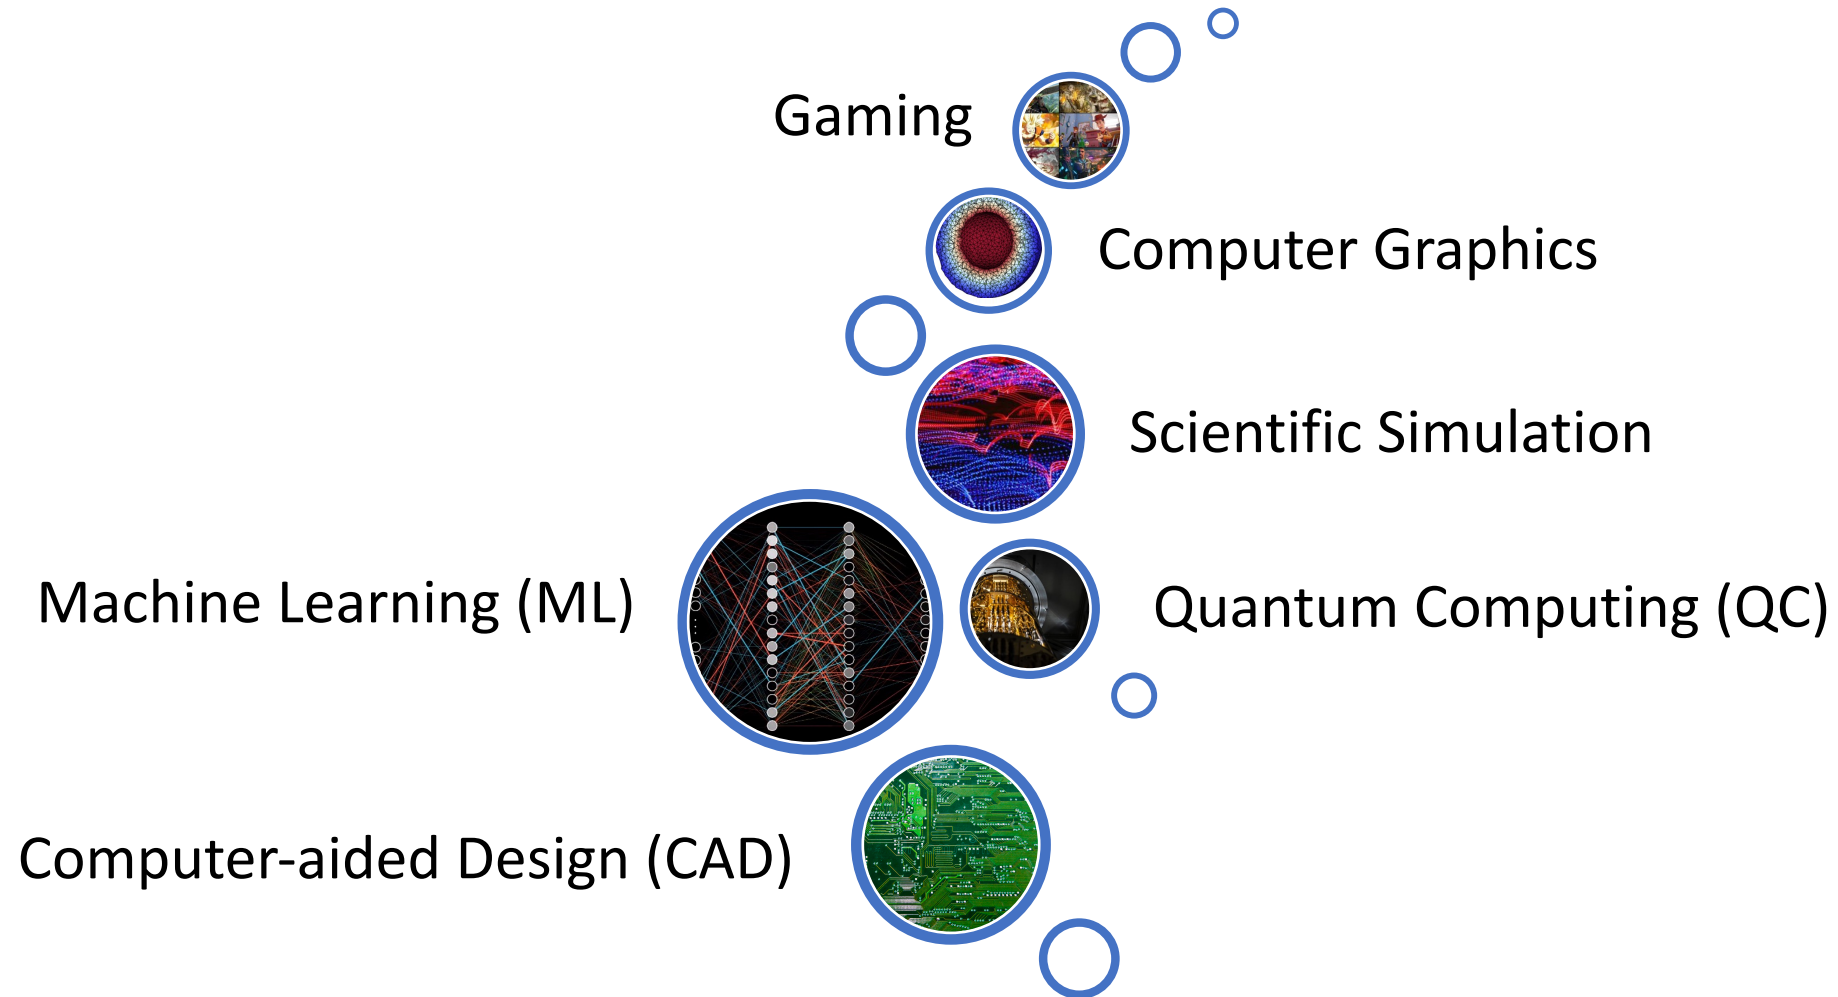 Gaming
Computer Graphics
Scientific Simulation
Machine Learning (ML)
Quantum Computing (QC)
Computer-aided Design (CAD)